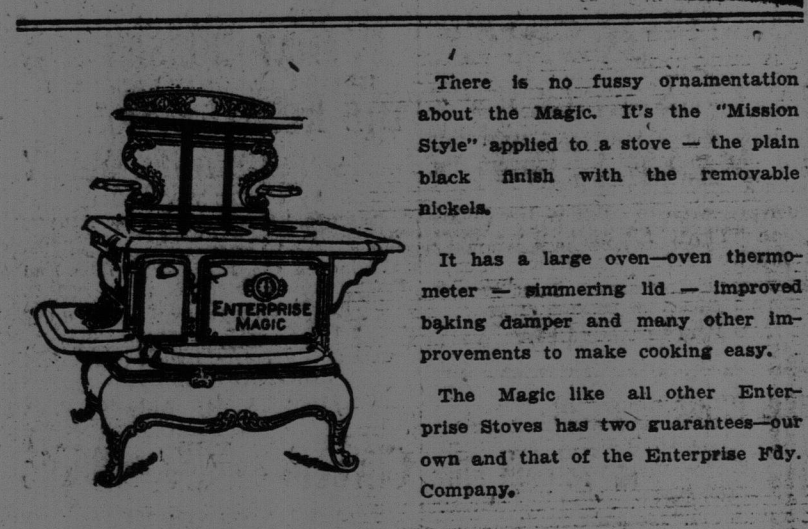 ENTERPRISE
MAGIC
There is no fussy ornamentation
about the Magic. It's the "Mission
Style" applied to a stove — the plain
black finish with the removable
nickels.
It has a large oven—oven thermo-
meter — simmering lid — improved
baking damper and many other im-
provements to make cooking easy.
The Magic like all other Enter-
prise Stoves has two guarantees—our
own and that of the Enterprise Fdy.
Company.